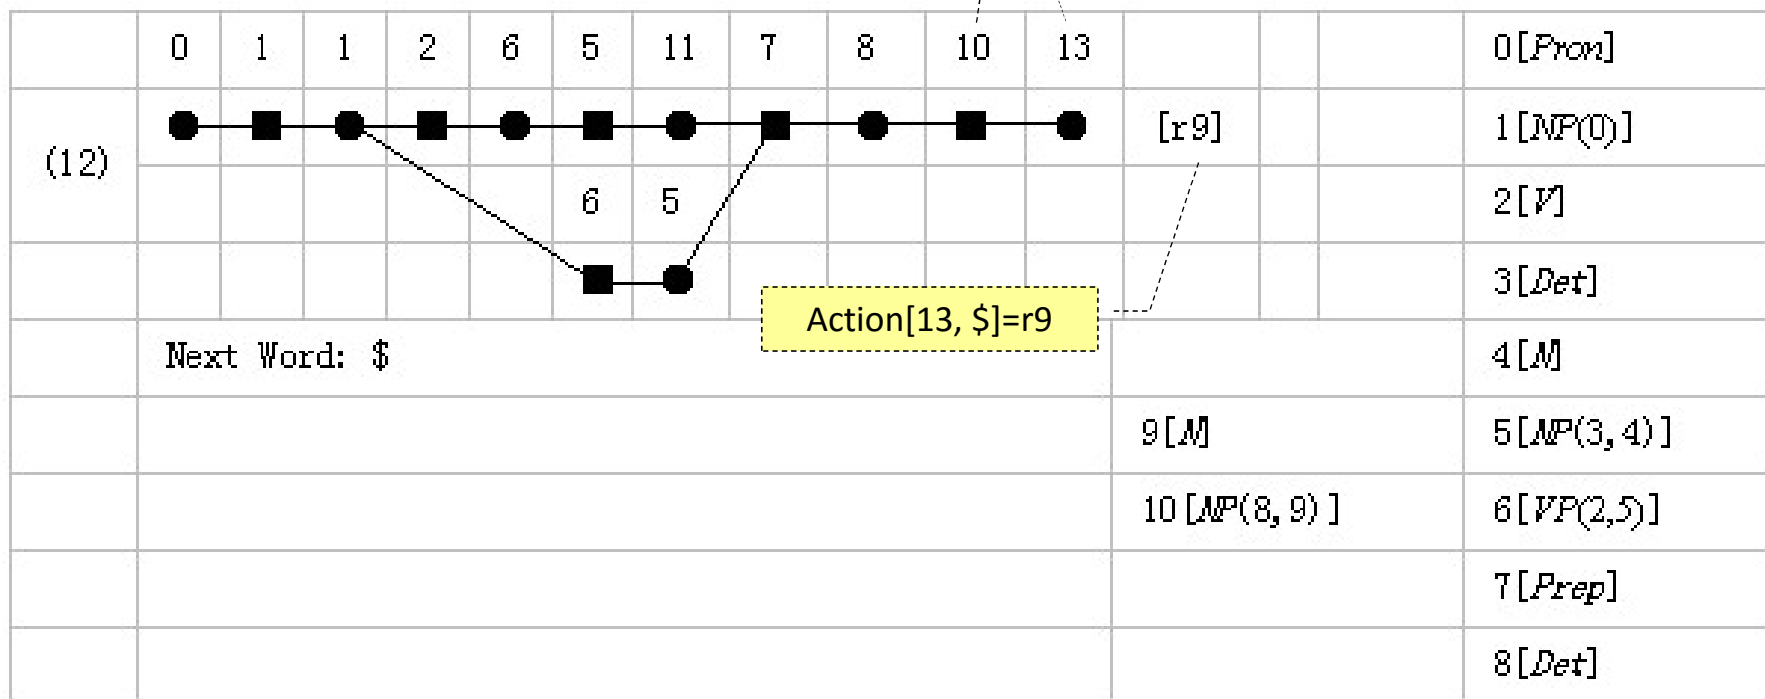 0 1 1 2 6 5 11 7 8 10 13 0[Pron]
(12) [r9] 1[NP(0)]
6 5 2[V]
3[Det]
Action[13, $]=r9
Next Word: $ 4[N]
9[N] 5[NP(3,4)]
10[NP(8,9)] 6[VP(2,5)]
7[Prep]
8[Det]